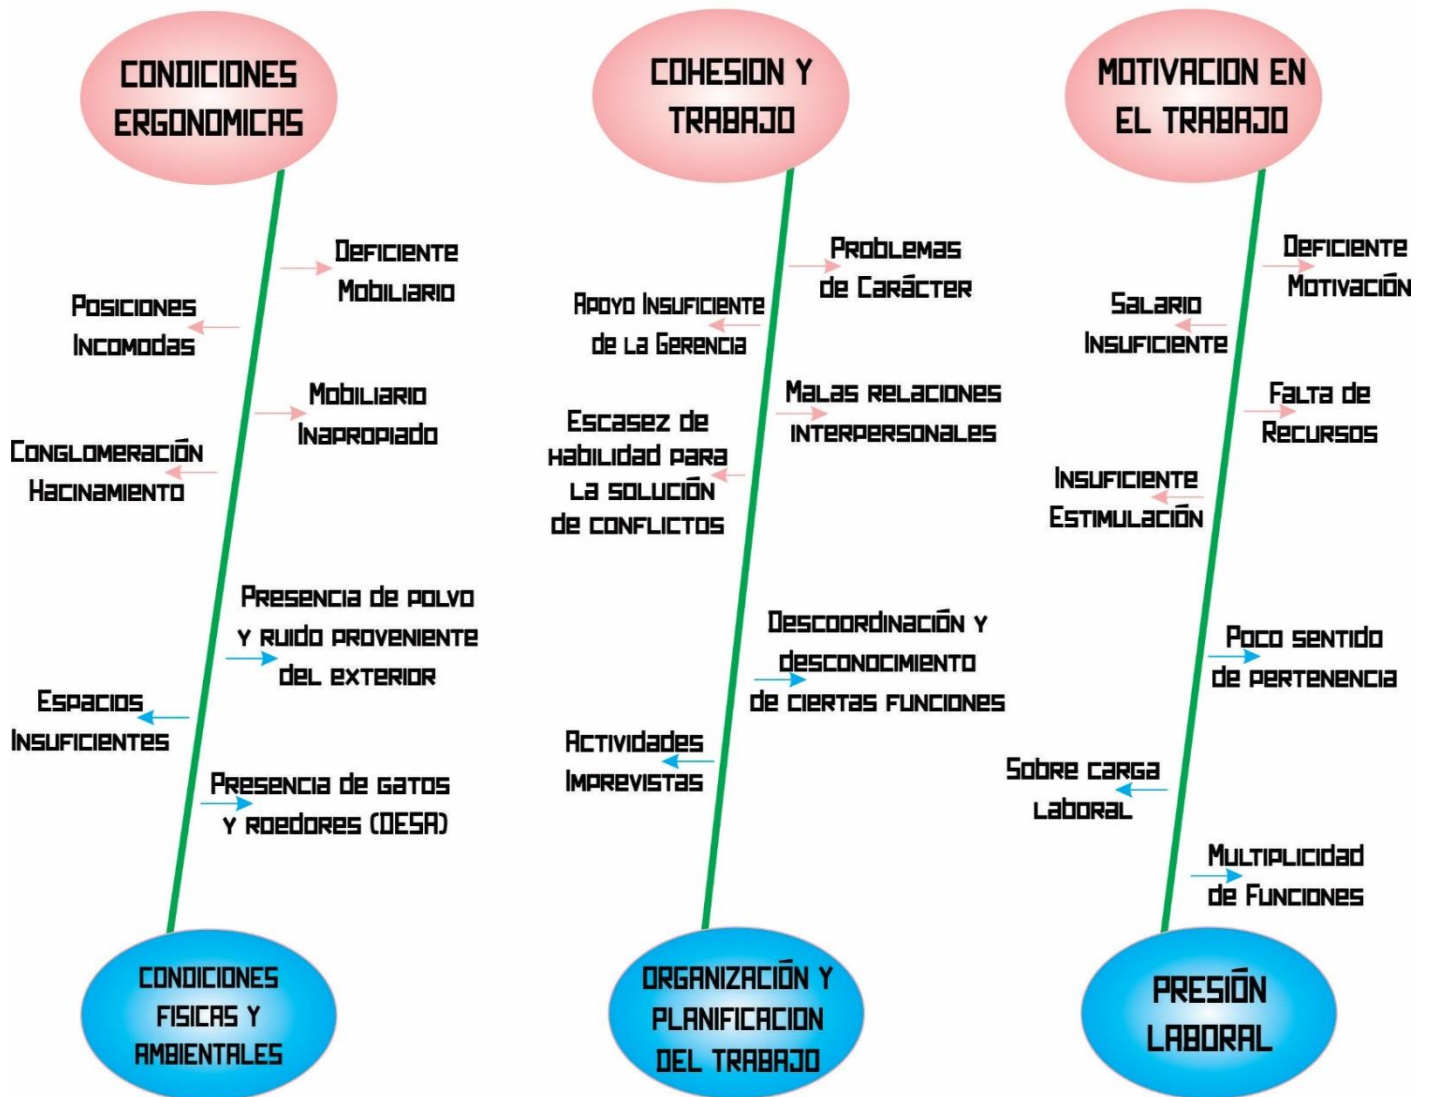 CONDICIONES
ERGONOMICAS
Deficiente
Mobiliario
Posiciones
Incomodas
Mobiliario
Inapropiado
Conglomeración
Hacinamiento
Presencia de polvo
y ruido proveniente
del exterior
Espacios
Insuficientes
Presencia de gatos
y roedores (DESA)
CONDICIONES
FISICAS Y
AMBIENTALES
COHESION Y
TRABAJO
Problemas
de Carácter
Apoyo Insuficiente
de la Gerencia
Malas relaciones
interpersonales
Escasez de
habilidad para
la solución
de conflictos
Descoordinación y
desconocimiento
de ciertas funciones
Actividades
Imprevistas
ORGANIZACIÓN Y
PLANIFICACION
DEL TRABAJO
MOTIVACION EN
EL TRABAJO
Deficiente
Motivación
Salario
Insuficiente
Falta de
Recursos
Insuficiente
Estimulación
Poco sentido
de pertenencia
Sobre carga
laboral
Multiplicidad
de Funciones
PRESIÓN
LABORAL